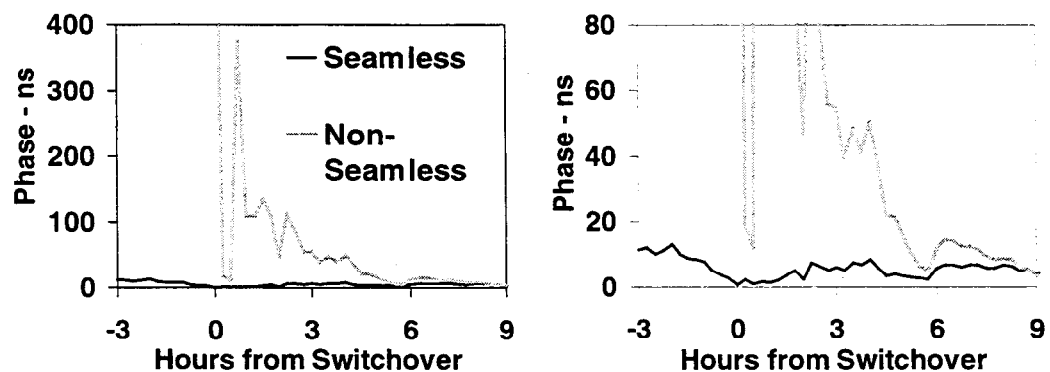 400
300
200
100
0
Phase - ns
Seamless
Non-
Seamless
-3 0 3 6 9
Hours from Switchover
80
60
40
20
0
Phase - ns
-3 0 3 6 9
Hours from Switchover